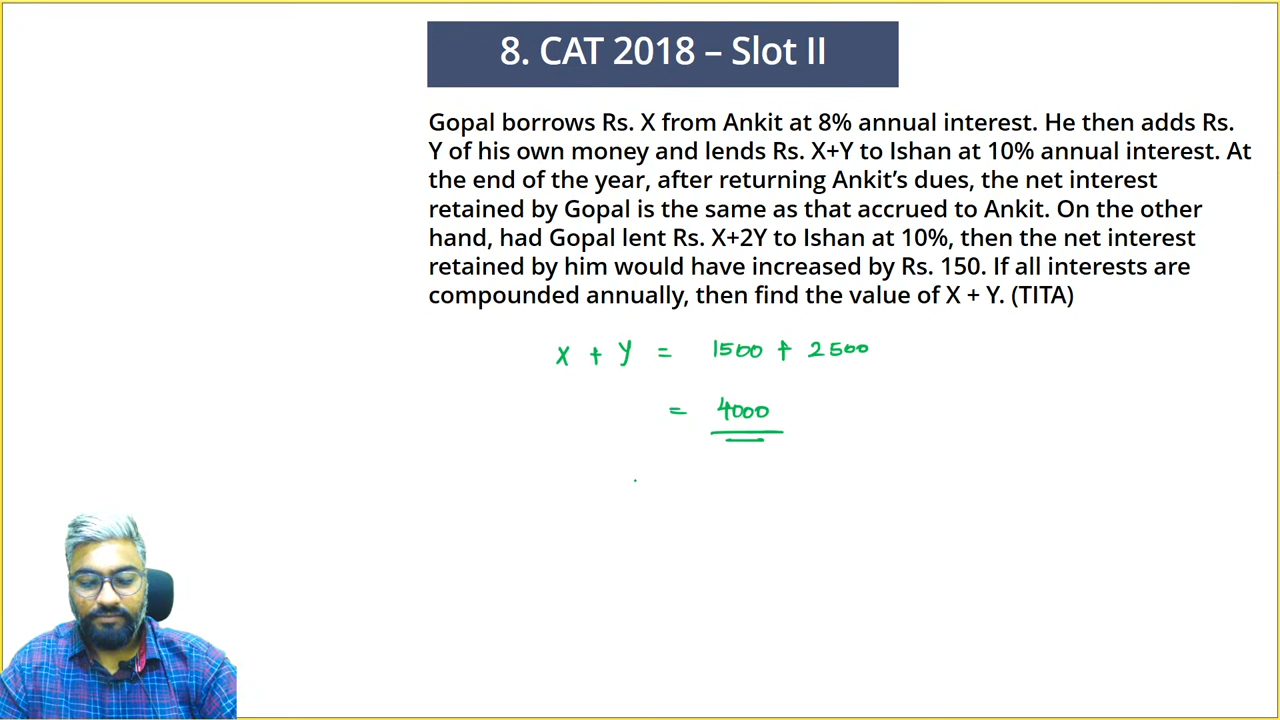 8. CAT 2018 – Slot II
Gopal borrows Rs. X from Ankit at 8% annual interest. He then adds Rs.
Y of his own money and lends Rs. X+Y to Ishan at 10% annual interest. At
the end of the year, after returning Ankit’s dues, the net interest
retained by Gopal is the same as that accrued to Ankit. On the other
hand, had Gopal lent Rs. X+2Y to Ishan at 10%, then the net interest
retained by him would have increased by Rs. 150. If all interests are
compounded annually, then find the value of X + Y. (TITA)
X + Y = 1500 + 2500
= 4000